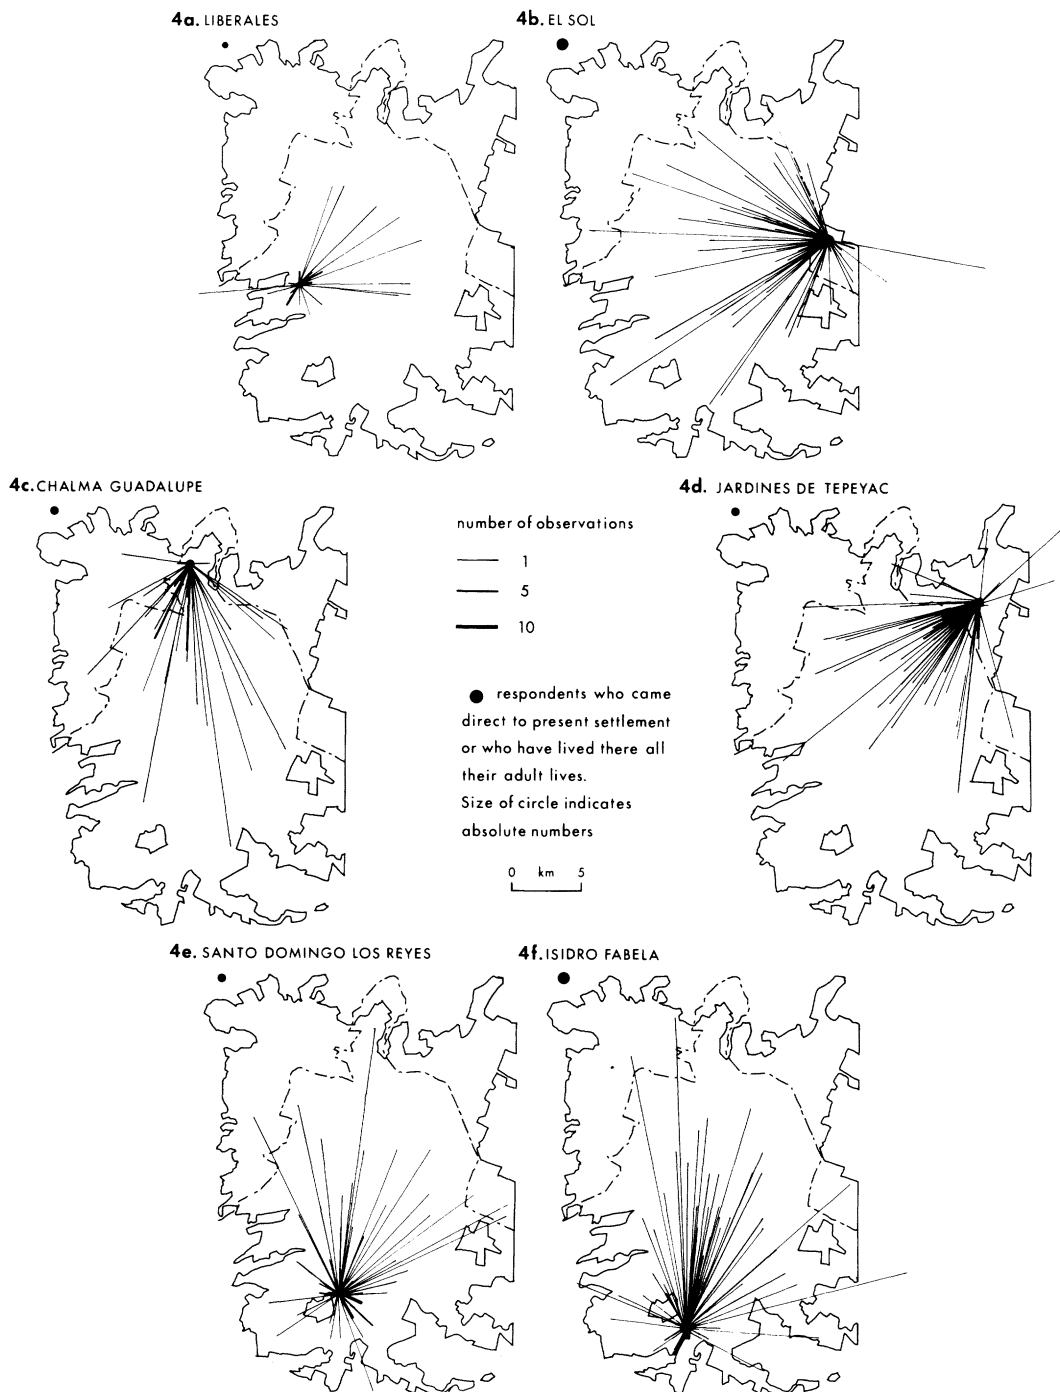 4a. LIBERALES
4b. EL SOL
4c. CHALMA GUADALUPE
4d. JARDINES DE TEPEYAC
number of observations
1
5
10
respondents who came
direct to present settlement
or who have lived there all
their adult lives.
Size of circle indicates
absolute numbers
0 km 5
4e. SANTO DOMINGO LOS REYES
4f. ISIDRO FABELA